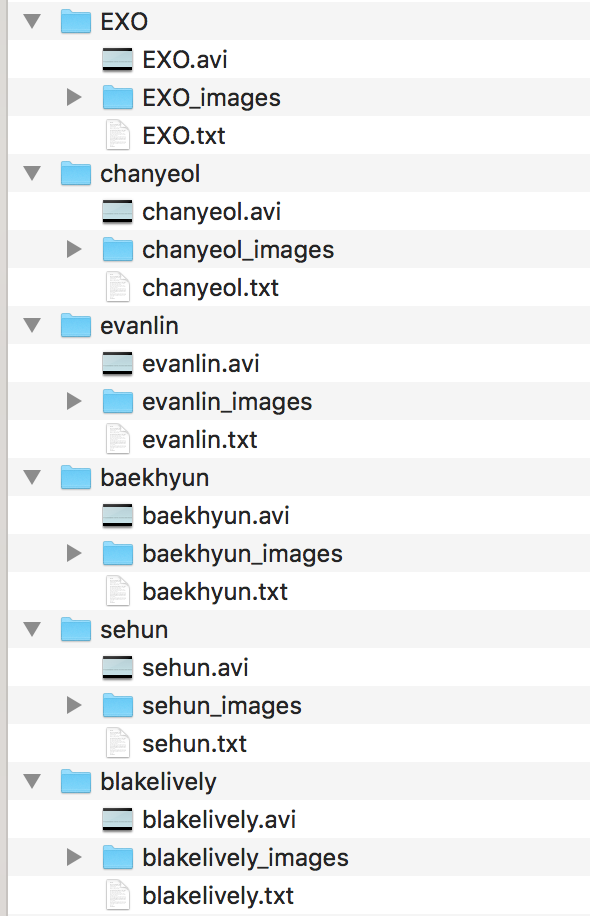 EXO
EXO.avi
EXO_images
EXO.txt
chanyeol
chanyeol.avi
chanyeol_images
chanyeol.txt
evanlin
evanlin.avi
evanlin_images
evanlin.txt
baekhyun
baekhyun.avi
baekhyun_images
baekhyun.txt
sehun
sehun.avi
sehun_images
sehun.txt
blakelively
blakelively.avi
blakelively_images
blakelively.txt